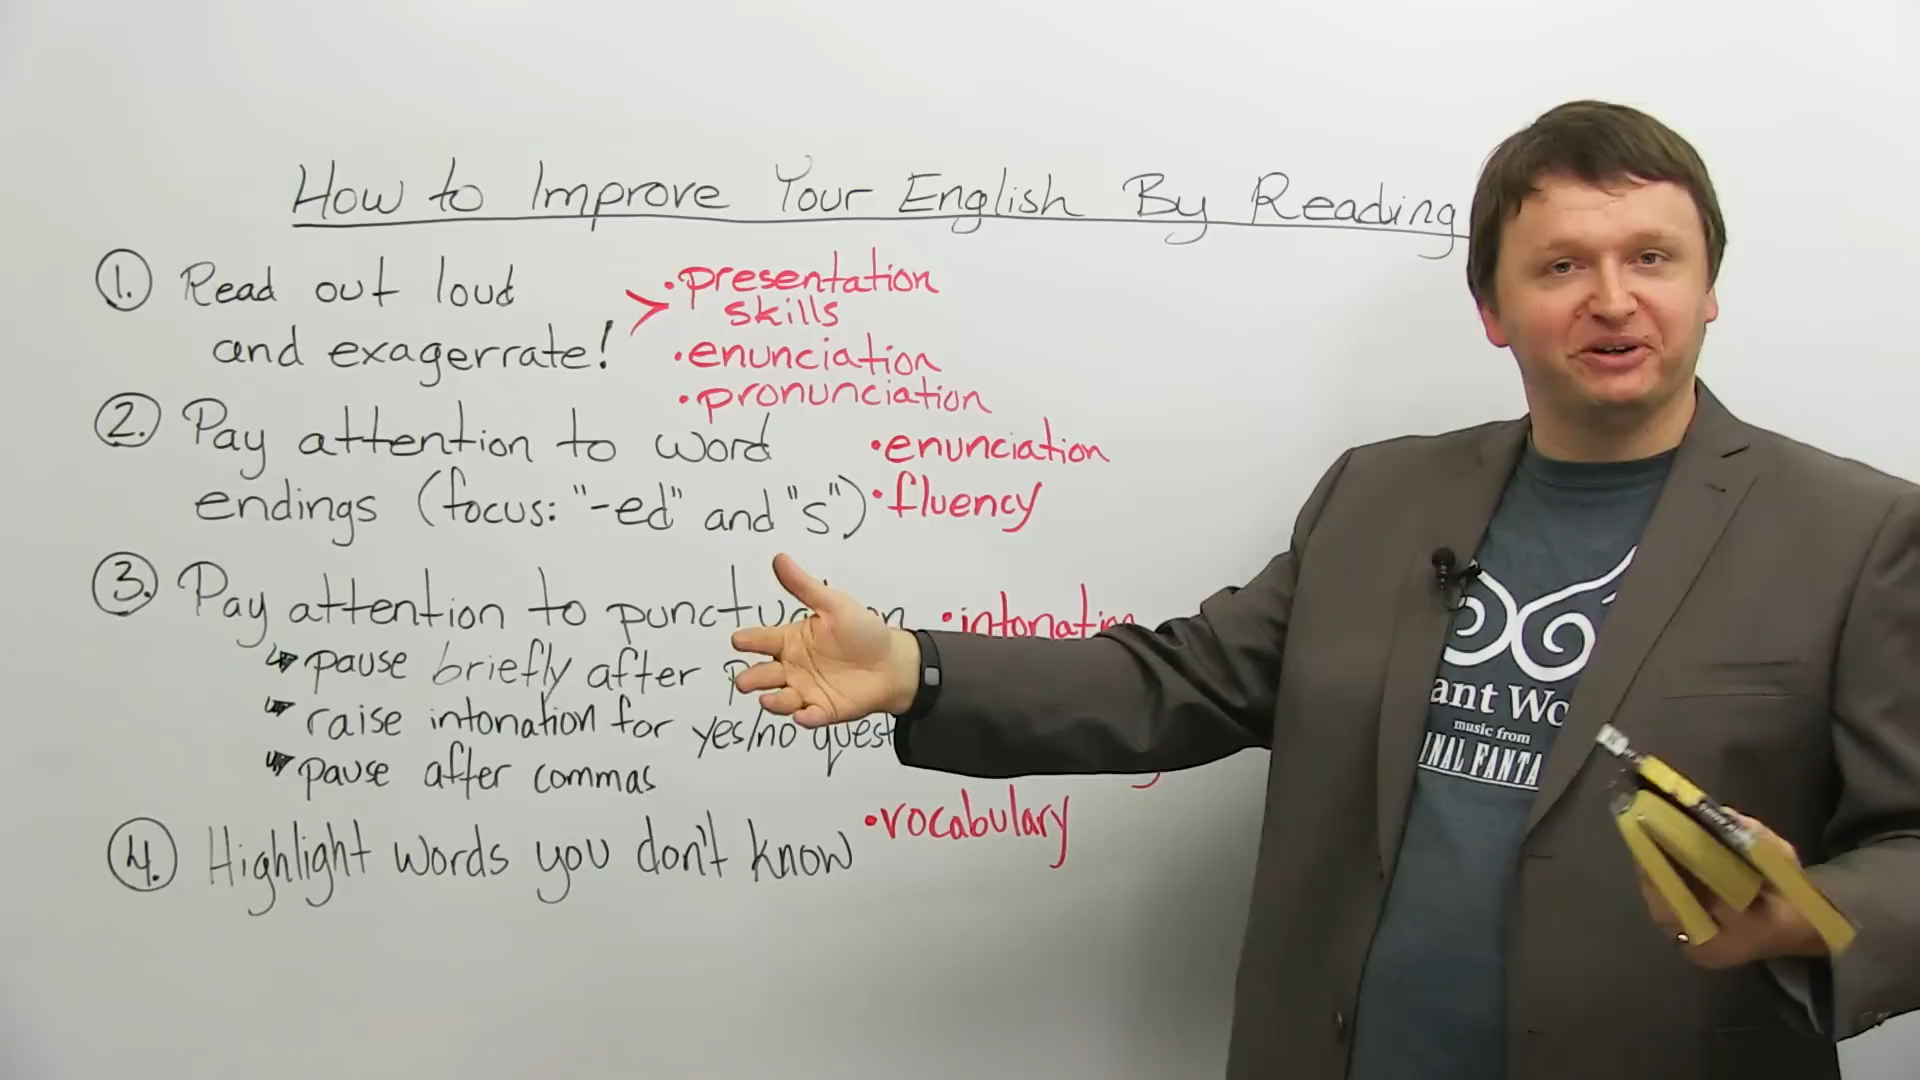 How to Improve Your English By Reading
1. Read out loud
and exagerrate!
• presentation
skills
• enunciation
• pronunciation
2. Pay attention to word
endings (focus: "-ed" and "s")
• enunciation
• fluency
3. Pay attention to
pause briefly after
raise intonation for yes/no
pause after commas
4. Highlight words you don't know
• vocabulary
music from